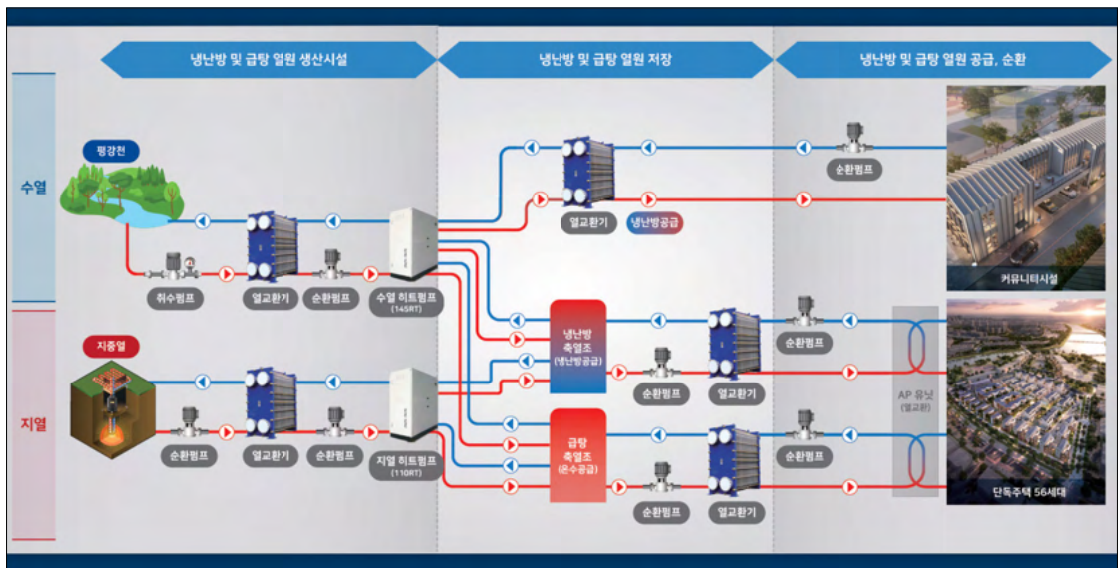 냉난방 및 급탕 열원 생산시설
냉난방 및 급탕 열원 저장
냉난방 및 급탕 열원 공급, 순환
수열
평강천
취수펌프
열교환기
순환펌프
수열 히트펌프
(145RT)
열교환기
냉난방공급
순환펌프
커뮤니티시설
지열
지중열
순환펌프
열교환기
순환펌프
지열 히트펌프
(110RT)
냉난방
축열조
(냉난방공급)
순환펌프
열교환기
순환펌프
급탕
축열조
(온수공급)
순환펌프
열교환기
순환펌프
AP 유닛
(열교환)
단독주택 56세대